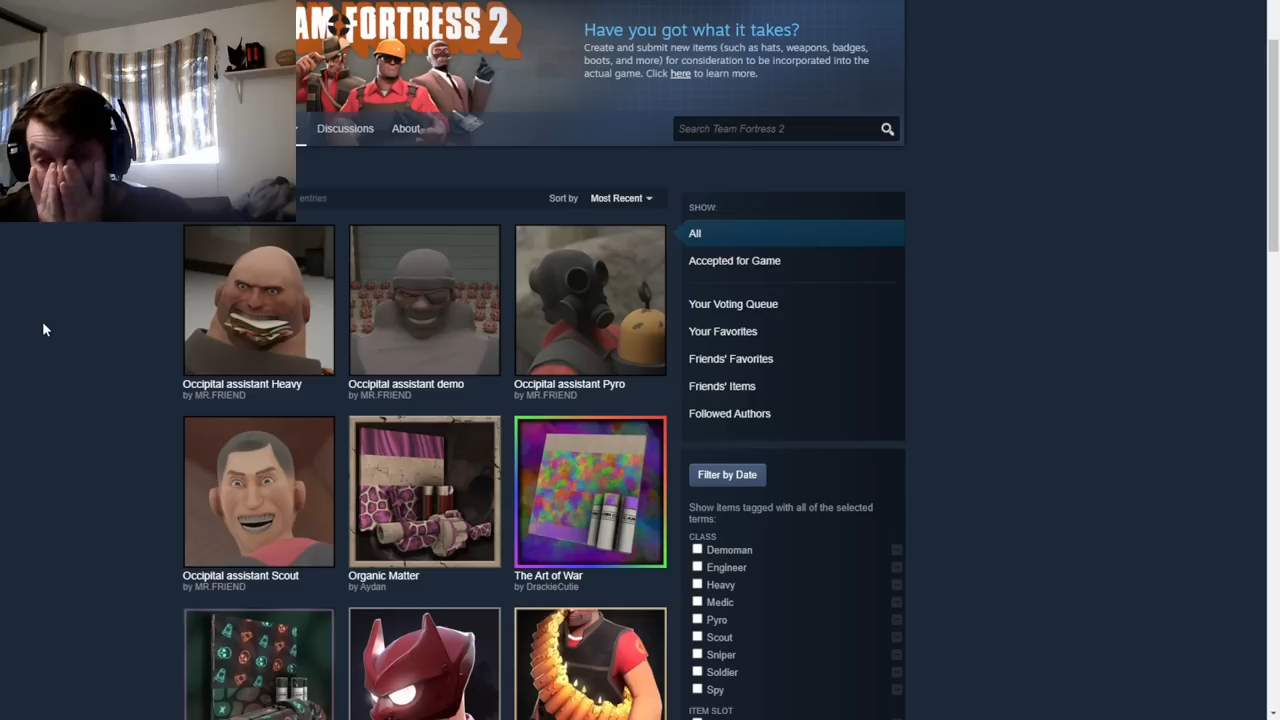 AM FORTRESS 2
Have you got what it takes?
Create and submit new items (such as hats, weapons, badges,
boots, and more) for consideration to be incorporated into the
actual game. Click here to learn more.
Discussions
About
Search Team Fortress 2
entries
Sort by
Most Recent
SHOW:
All
Accepted for Game
Your Voting Queue
Your Favorites
Friends' Favorites
Friends' Items
Followed Authors
Occipital assistant Heavy
by MR.FRIEND
Occipital assistant demo
by MR.FRIEND
Occipital assistant Pyro
by MR.FRIEND
Occipital assistant Scout
by MR.FRIEND
Organic Matter
by Aydan
The Art of War
by DrackieCutie
Filter by Date
Show items tagged with all of the selected
terms:
CLASS
Demoman
Engineer
Heavy
Medic
Pyro
Scout
Sniper
Soldier
Spy
ITEM SLOT